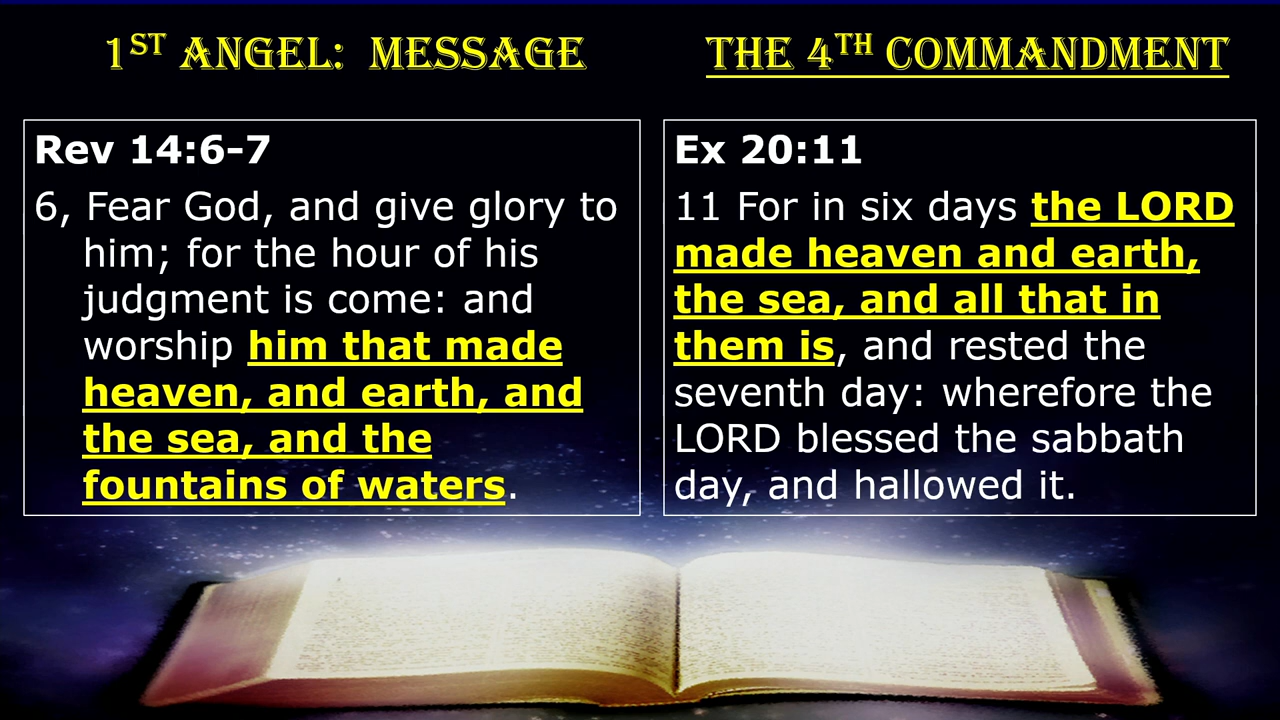 1ST ANGEL: MESSAGE
THE 4TH COMMANDMENT
Rev 14:6-7
6, Fear God, and give glory to
him; for the hour of his
judgment is come: and
worship him that made
heaven, and earth, and
the sea, and the
fountains of waters.
Ex 20:11
11 For in six days the LORD
made heaven and earth,
the sea, and all that in
them is, and rested the
seventh day: wherefore the
LORD blessed the sabbath
day, and hallowed it.